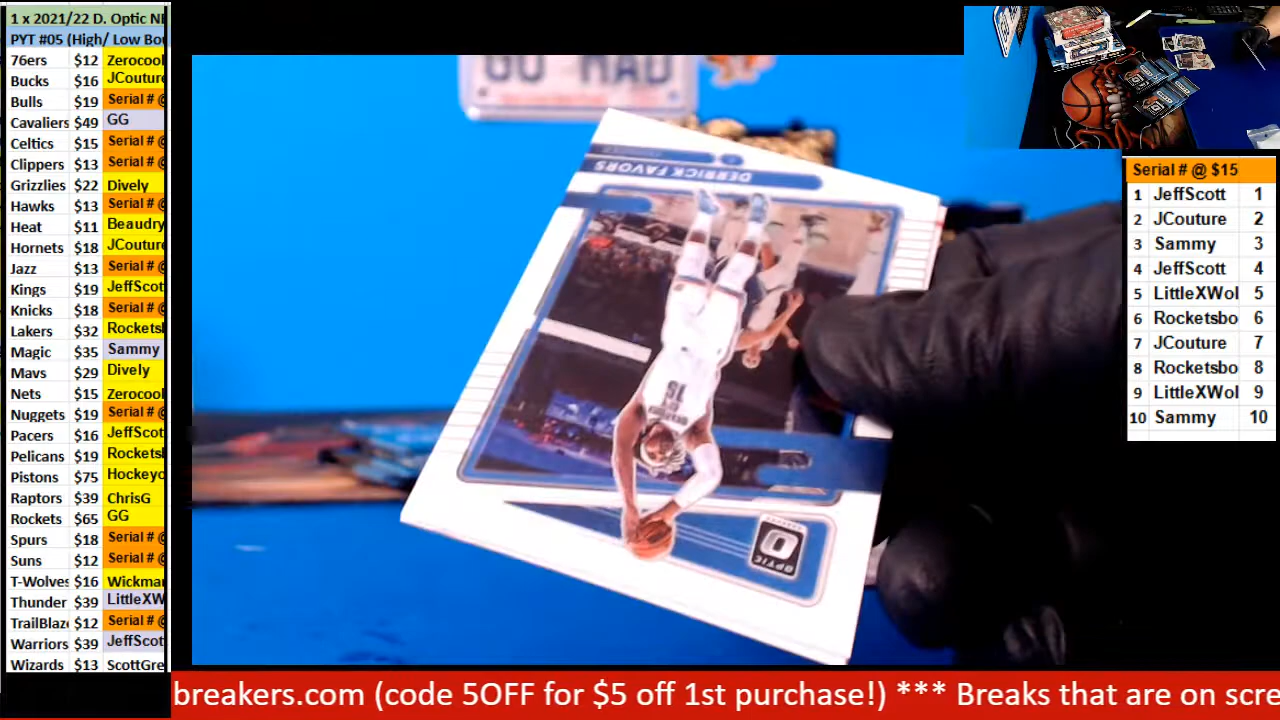 1 x 2021/22 D. Optic
PYT #05 (High/ Low
76ers $12 Zerocool
Bucks $16 JCouture
Bulls $19 Serial # @
Cavaliers $49 GG
Celtics $15 Serial # @
Clippers $13 Serial # @
Grizzlies $22 Dively
Hawks $13 Serial # @
Heat $11 Beaudry
Hornets $18 JCouture
Jazz $13 Serial # @
Kings $19 JeffScot
Knicks $18 Serial # @
Lakers $32 Rockets
Magic $35 Sammy
Mavs $29 Dively
Nets $15 Zerocool
Nuggets $19 Serial # @
Pacers $16 JeffScot
Pelicans $19 Rockets
Pistons $75 Hockey
Raptors $39 ChrisG
Rockets $65 GG
Spurs $18 Serial # @
Suns $12 Serial # @
T-Wolves $16 Wickma
Thunder $39 LittleXW
TrailBlaz $12 Serial # @
Warriors $39 JeffScot
Wizards $13 ScottGre
GO MAD
DERRICK FAVORS
15
OPTIC
Serial # @ $15
1 JeffScott 1
2 JCouture 2
3 Sammy 3
4 JeffScott 4
5 LittleXWol 5
6 Rocketsbo 6
7 JCouture 7
8 Rocketsbo 8
9 LittleXWol 9
10 Sammy 10
breakers.com (code 5OFF for $5 off 1st purchase!) *** Breaks that are on scre